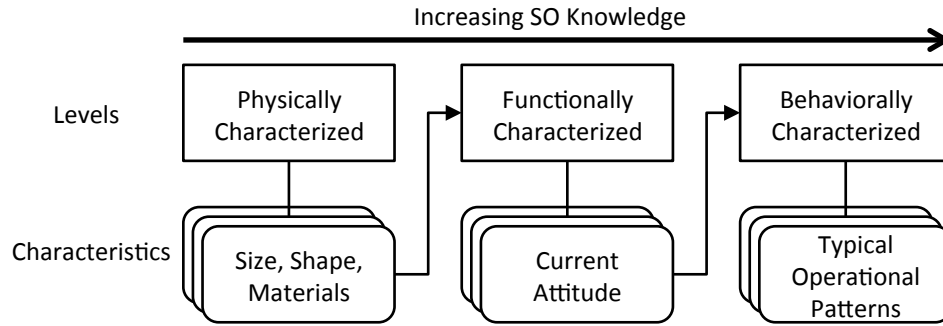 Increasing SO Knowledge
Levels
Physically
Characterized
Functionally
Characterized
Behaviorally
Characterized
Characteristics
Size, Shape,
Materials
Current
Attitude
Typical
Operational
Patterns